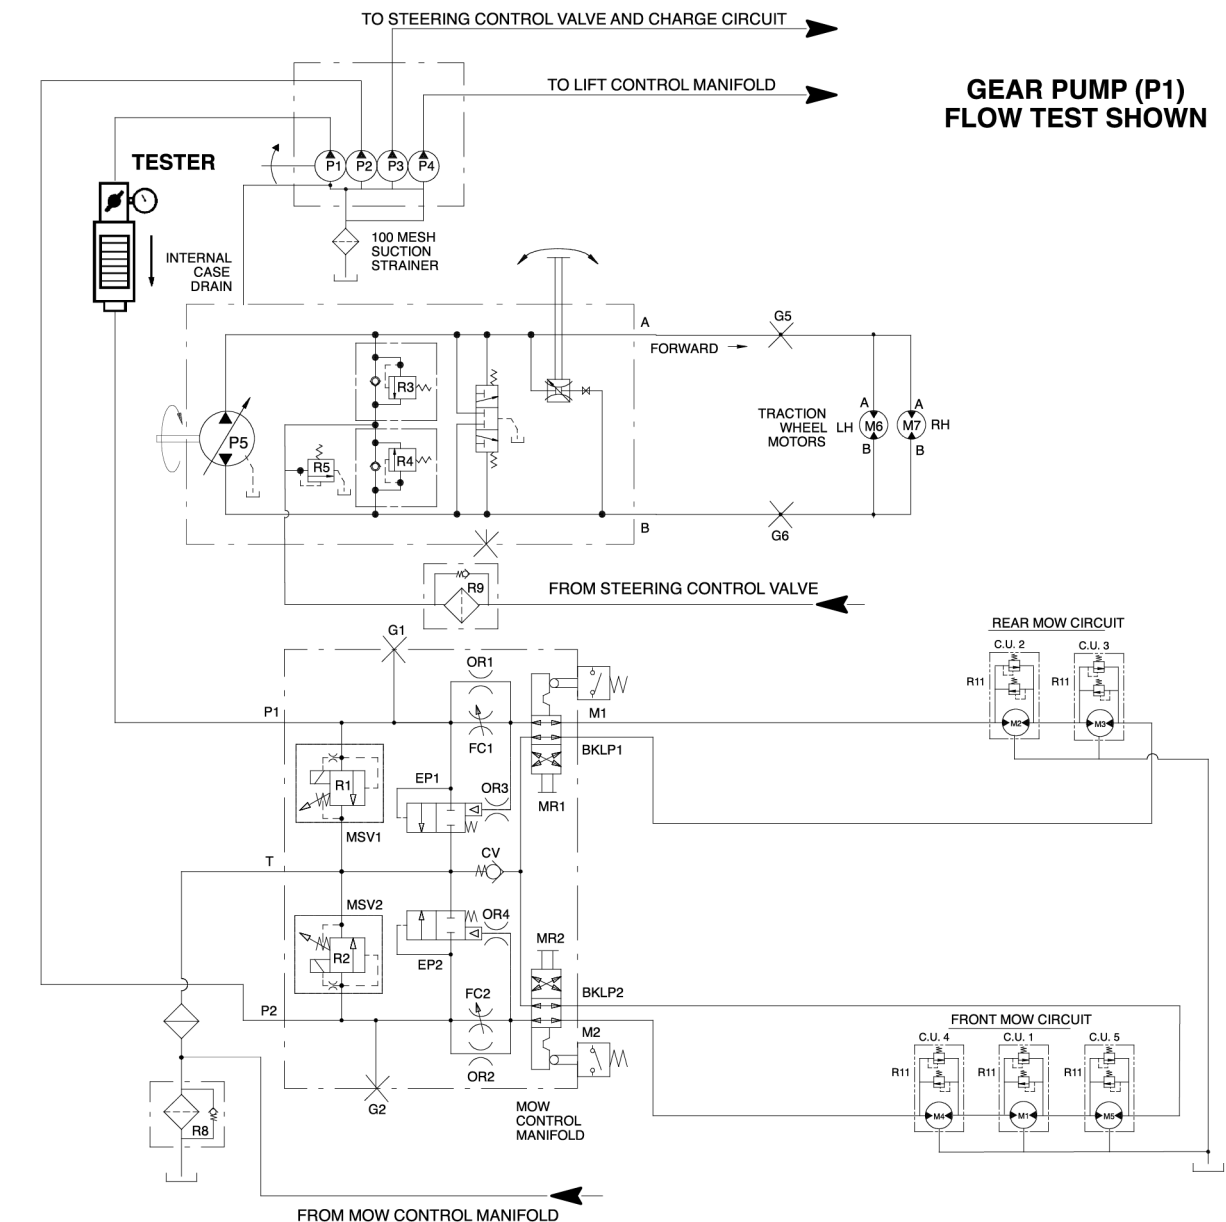 TO STEERING CONTROL VALVE AND CHARGE CIRCUIT
TO LIFT CONTROL MANIFOLD
GEAR PUMP (P1)
FLOW TEST SHOWN
TESTER
P1 P2 P3 P4
100 MESH
SUCTION
STRAINER
INTERNAL
CASE
DRAIN
A
G5
FORWARD
R3
TRACTION
WHEEL
MOTORS
LH
A
M6
B
A
M7
B
RH
P5
R5
R4
B
G6
R9
FROM STEERING CONTROL VALVE
G1
REAR MOW CIRCUIT
C.U. 2
C.U. 3
R11
R11
M2
M3
OR1
P1
M1
FC1
BKLP1
R1
EP1
OR3
MR1
MSV1
T
CV
MSV2
OR4
MR2
R2
EP2
FC2
BKLP2
P2
M2
OR2
G2
FRONT MOW CIRCUIT
C.U. 4
C.U. 1
C.U. 5
R11
R11
R11
M4
M1
M5
MOW
CONTROL
MANIFOLD
R8
FROM MOW CONTROL MANIFOLD